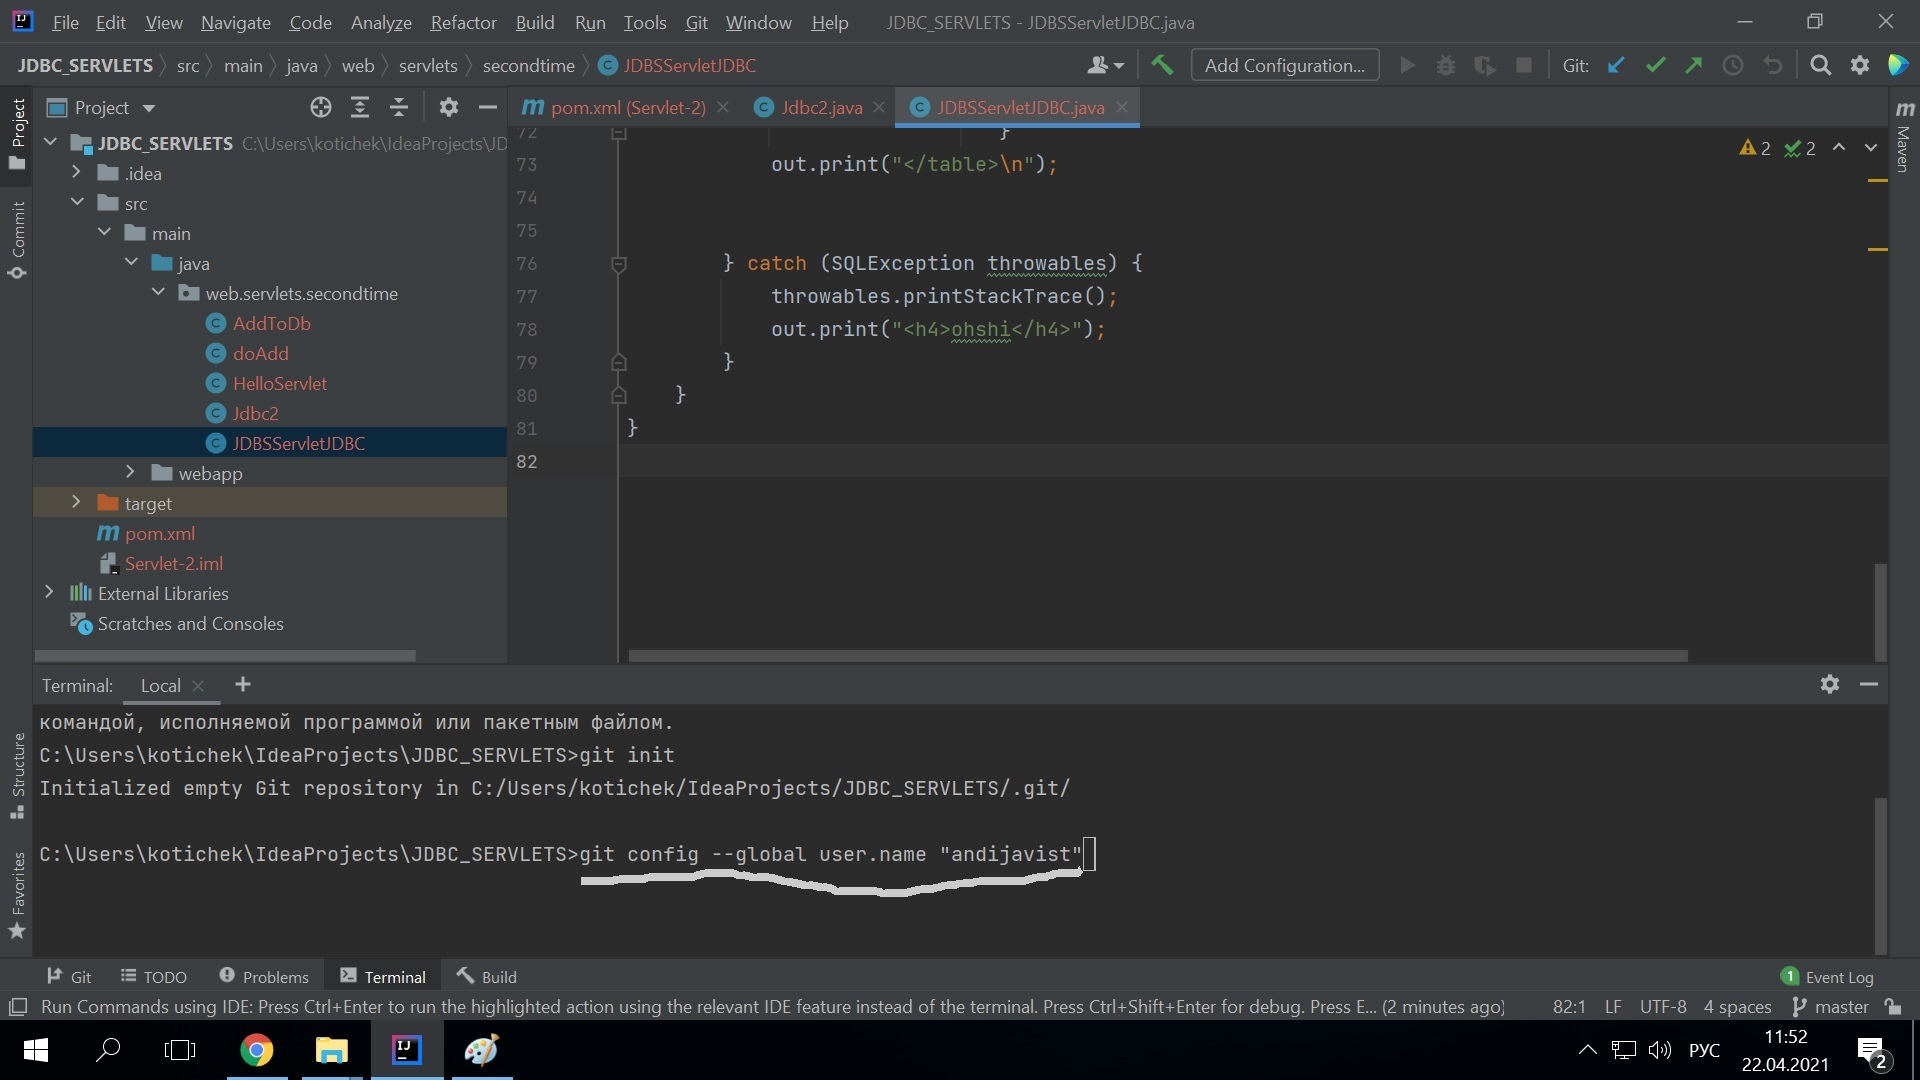 File Edit View Navigate Code Analyze Refactor Build Run Tools Git Window Help JDBC_SERVLETS - JDBSServletJDBC.java
JDBC_SERVLETS src main java web servlets secondtime JDBSServletJDBC Add Configuration... Git:
Project
pom.xml (Servlet-2) Jdbc2.java JDBSServletJDBC.java
JDBC_SERVLETS C:\Users\kotichek\IdeaProjects\JD
.idea
src
main
java
web.servlets.secondtime
AddToDb
doAdd
HelloServlet
Jdbc2
JDBSServletJDBC
webapp
target
pom.xml
Servlet-2.iml
External Libraries
Scratches and Consoles
72 }
73 out.print("</table>\n");
74
75
76 } catch (SQLException throwables) {
77 throwables.printStackTrace();
78 out.print("<h4>ohshi</h4>");
79 }
80 }
81 }
82
2 2
Project
Commit
Structure
Favorites
m Maven
Terminal: Local
командой, исполняемой программой или пакетным файлом.
C:\Users\kotichek\IdeaProjects\JDBC_SERVLETS>git init
Initialized empty Git repository in C:/Users/kotichek/IdeaProjects/JDBC_SERVLETS/.git/
C:\Users\kotichek\IdeaProjects\JDBC_SERVLETS>git config --global user.name "andijavist"
Git TODO Problems Terminal Build 1 Event Log
Run Commands using IDE: Press Ctrl+Enter to run the highlighted action using the relevant IDE feature instead of the terminal. Press Ctrl+Shift+Enter for debug. Press E... (2 minutes ago) 82:1 LF UTF-8 4 spaces master
РУС 11:52
22.04.2021 2